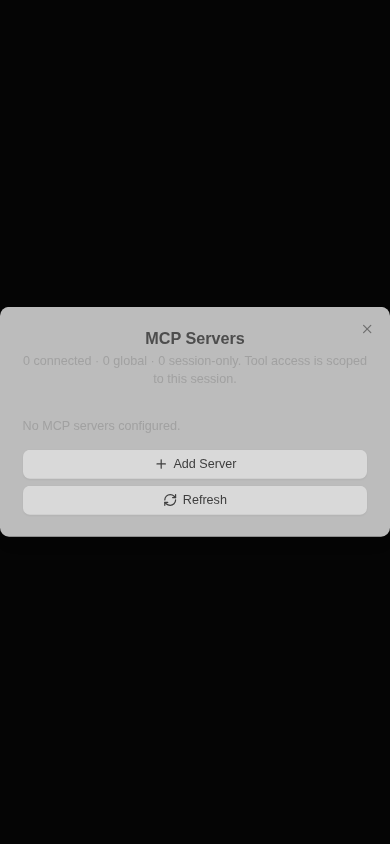 MCP Servers
0 connected · 0 global · 0 session-only. Tool access is scoped
to this session.
No MCP servers configured.
Add Server
Refresh